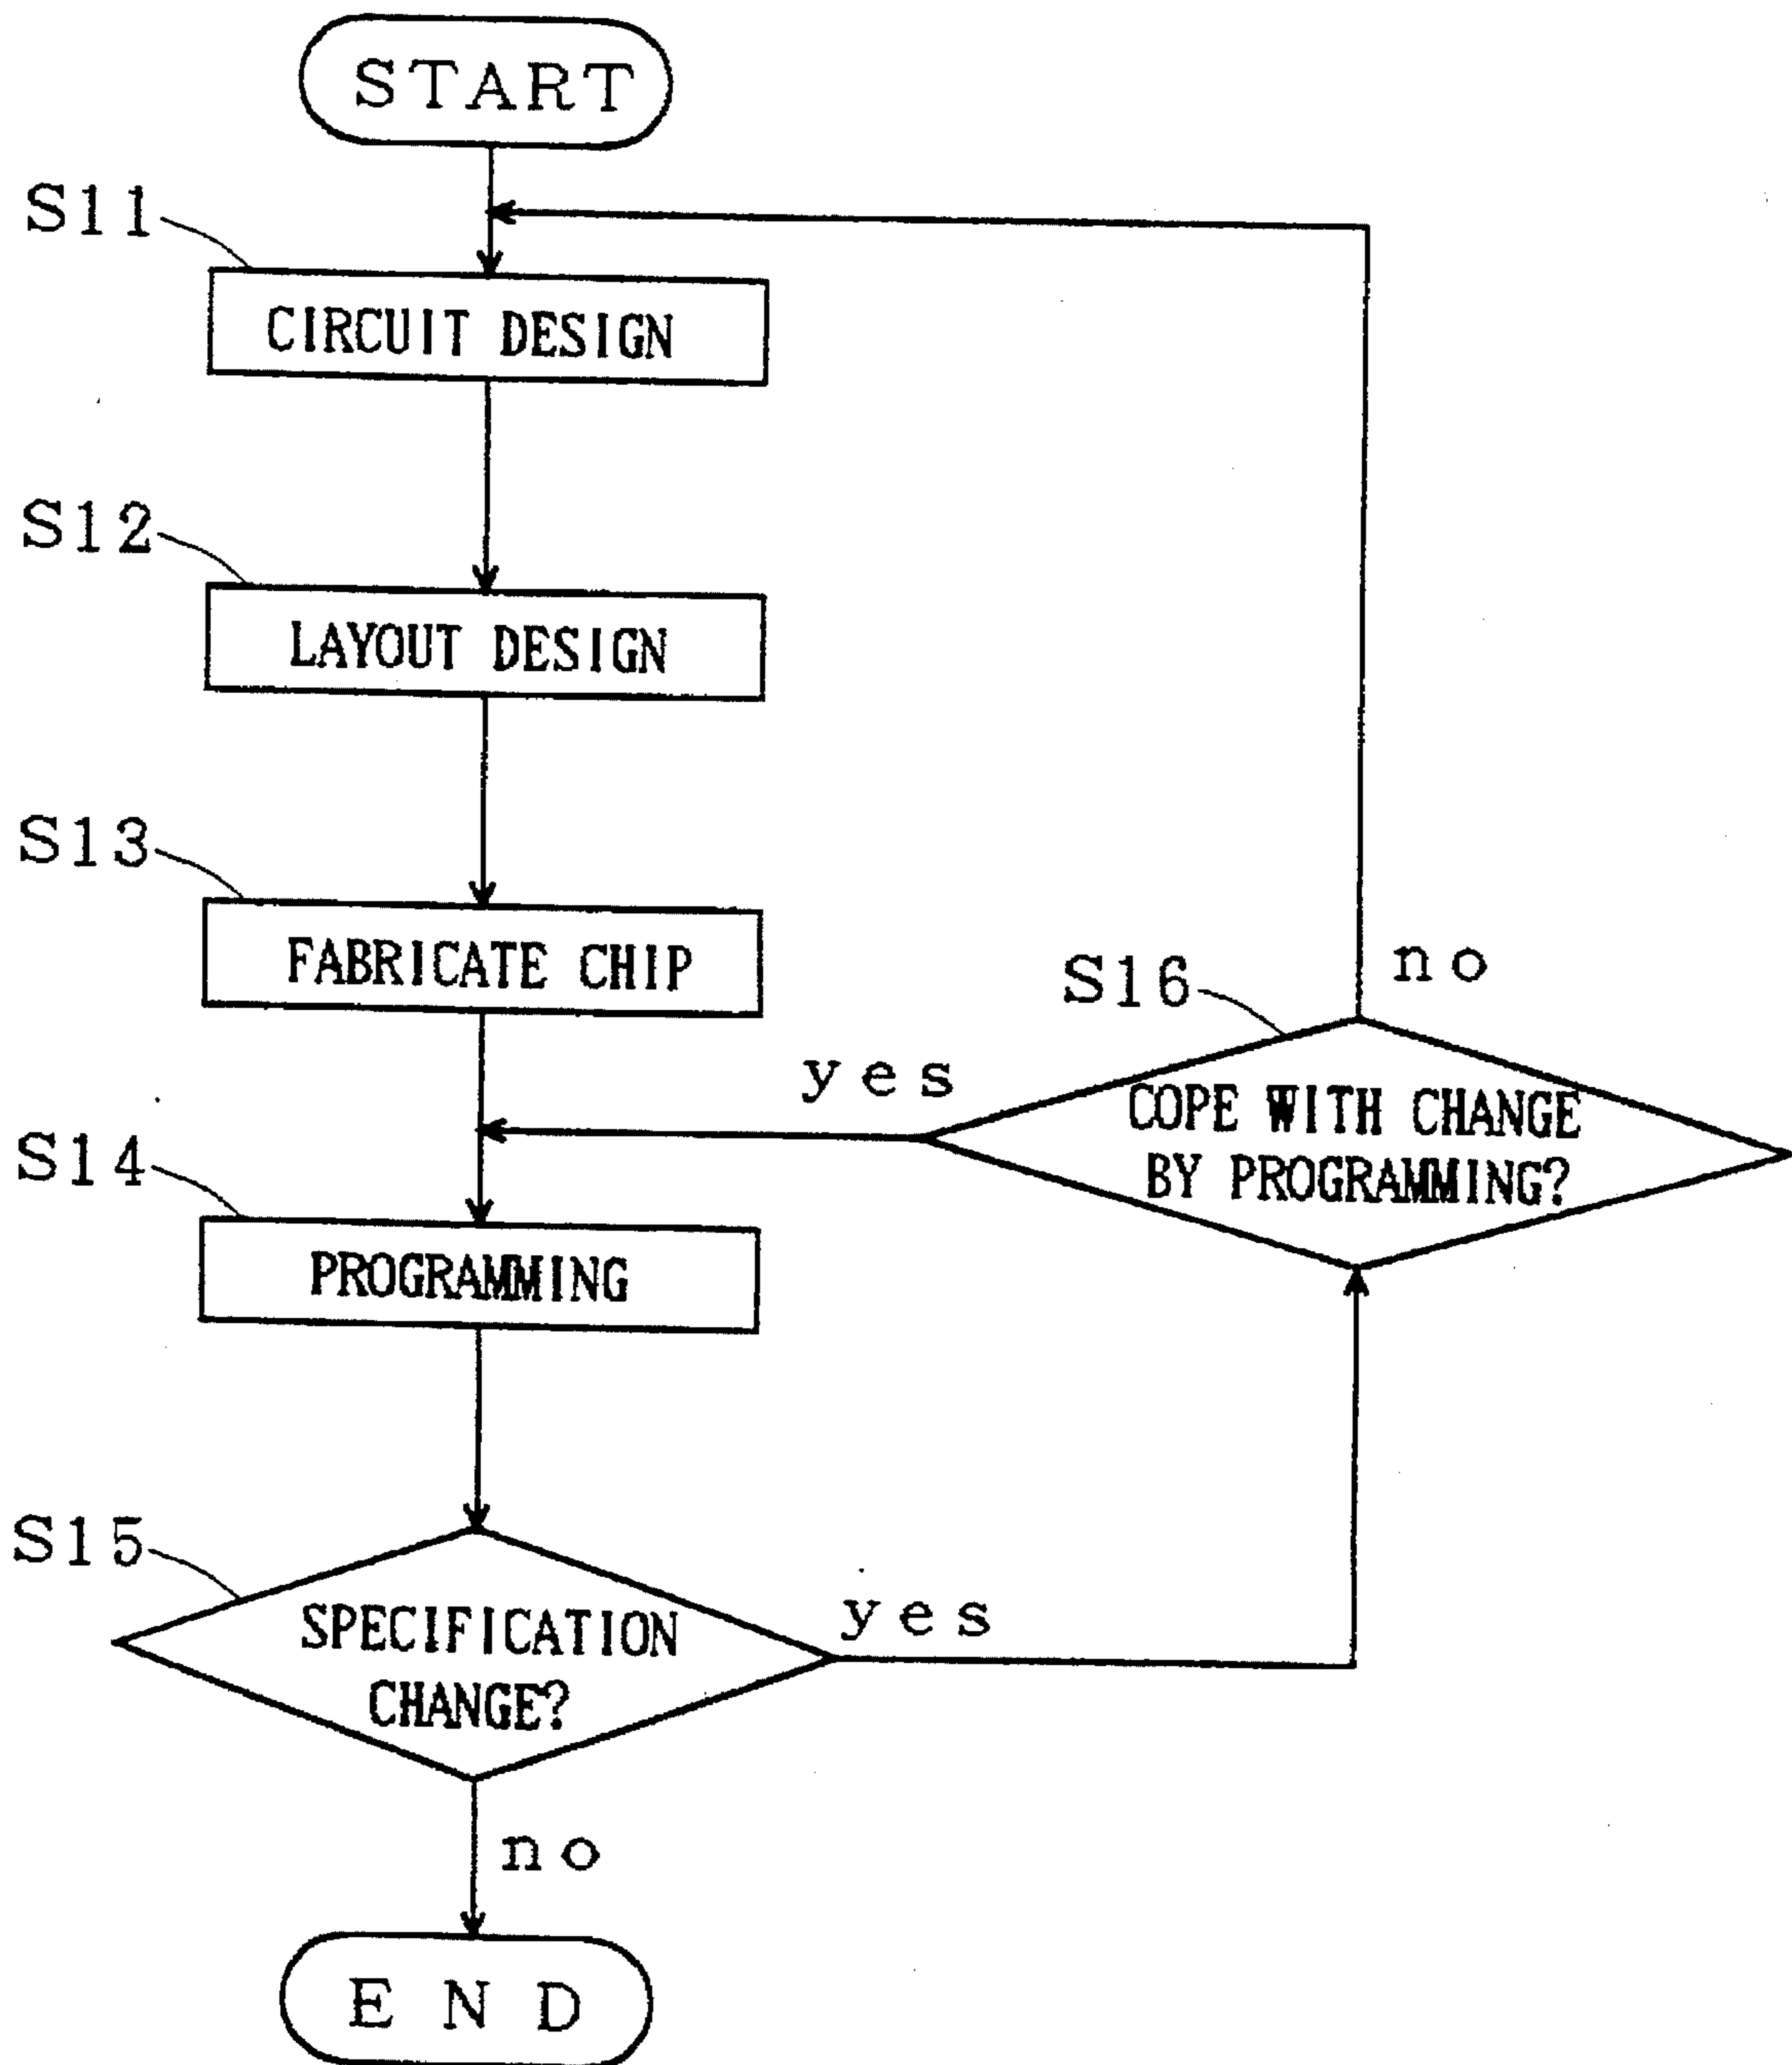 START
S11
CIRCUIT DESIGN
S12
LAYOUT DESIGN
S13
FABRICATE CHIP
no
S16
yes
COPE WITH CHANGE
BY PROGRAMMING?
S14
PROGRAMMING
S15
SPECIFICATION
CHANGE?
yes
no
END